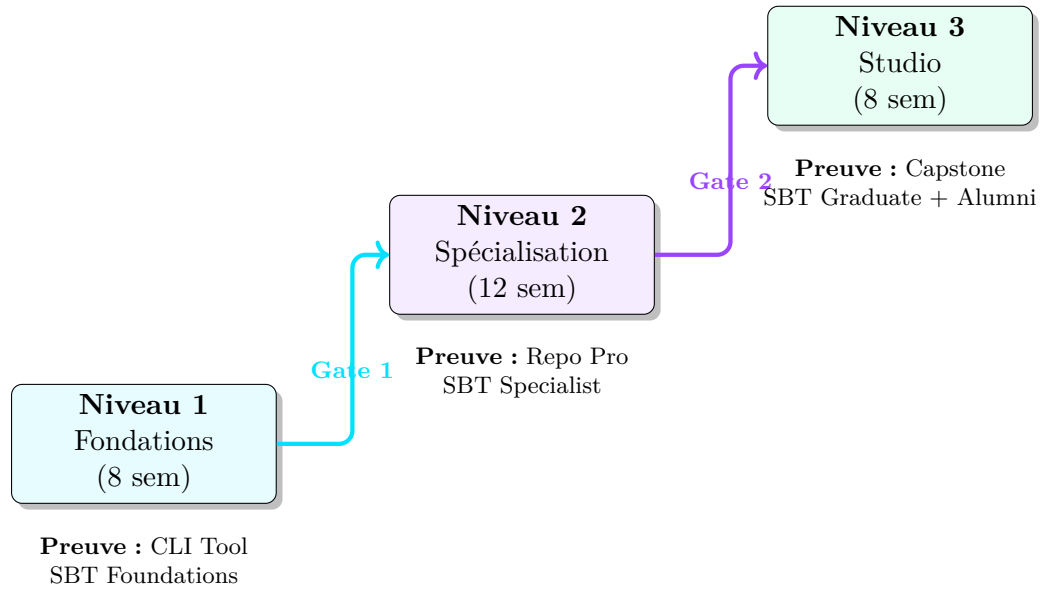 Niveau 3
Studio
(8 sem)
Preuve : Capstone
SBT Graduate + Alumni
Gate 2
Niveau 2
Spécialisation
(12 sem)
Preuve : Repo Pro
SBT Specialist
Gate 1
Niveau 1
Fondations
(8 sem)
Preuve : CLI Tool
SBT Foundations